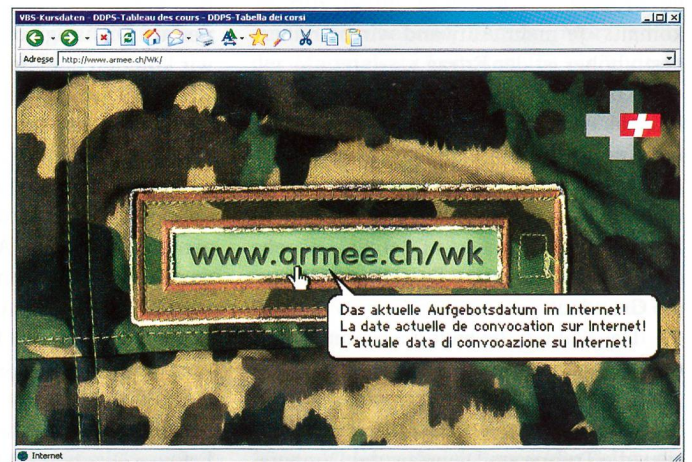 VBS-Kursdaten - DDPS-Tableau des cours - DDPS-Tabella dei corsi
Adresse http://www.armee.ch/WK/
www.armee.ch/wk
Das aktuelle Aufgebotsdatum im Internet!
La date actuelle de convocation sur Internet!
L'attuale data di convocazione su Internet!
Internet